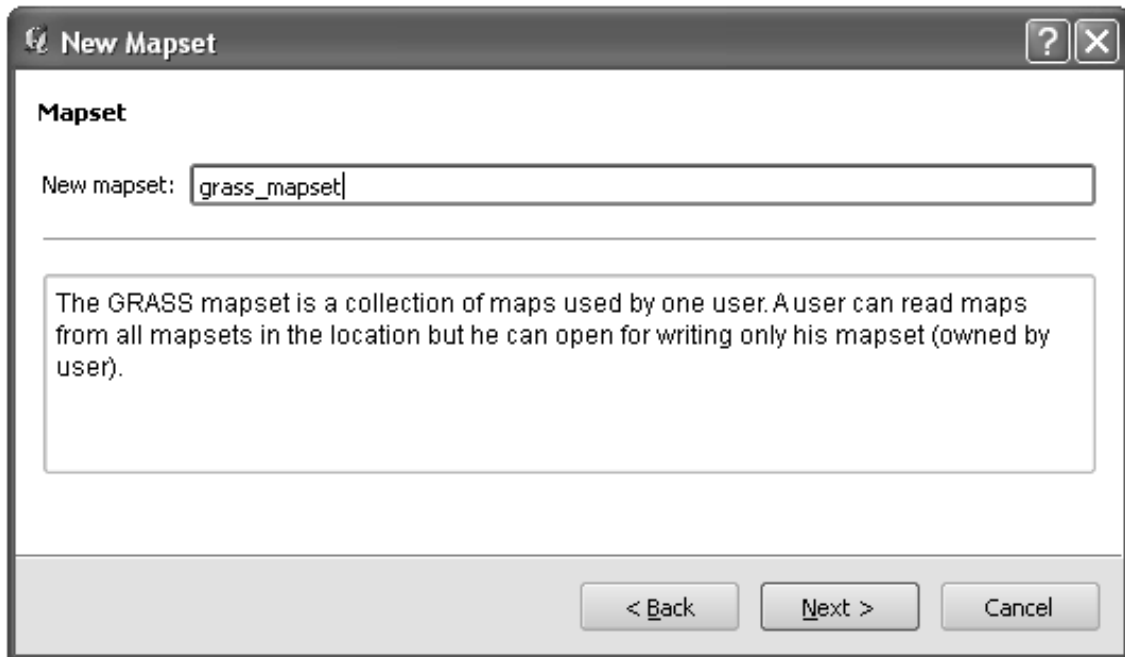 New Mapset
Mapset
New mapset: grass_mapset
The GRASS mapset is a collection of maps used by one user. A user can read maps
from all mapsets in the location but he can open for writing only his mapset (owned by
user).
< Back Next > Cancel